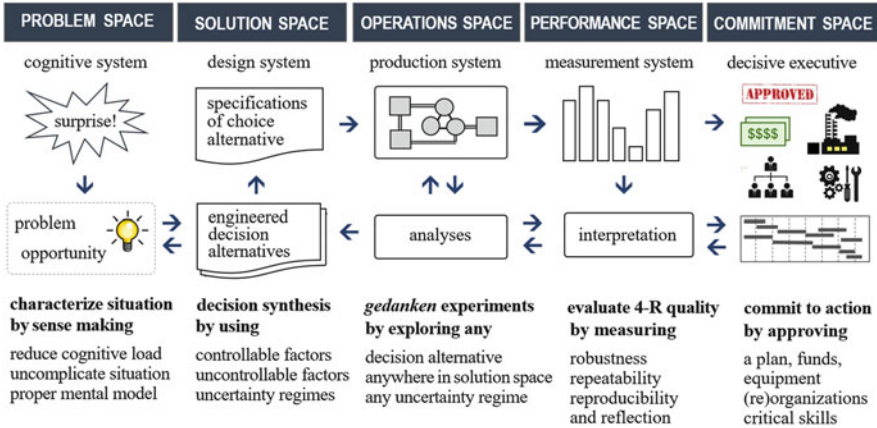 PROBLEM SPACE
SOLUTION SPACE
OPERATIONS SPACE
PERFORMANCE SPACE
COMMITMENT SPACE
cognitive system
design system
production system
measurement system
decisive executive
surprise!
specifications
of choice
alternative
APPROVED
$$$$
problem
opportunity
engineered
decision
alternatives
analyses
interpretation
characterize situation
by sense making
reduce cognitive load
uncomplicate situation
proper mental model
decision synthesis
by using
controllable factors
uncontrollable factors
uncertainty regimes
gedanken experiments
by exploring any
decision alternative
anywhere in solution space
any uncertainty regime
evaluate 4-R quality
by measuring
robustness
repeatability
reproducibility
and reflection
commit to action
by approving
a plan, funds,
equipment
(re)organizations
critical skills